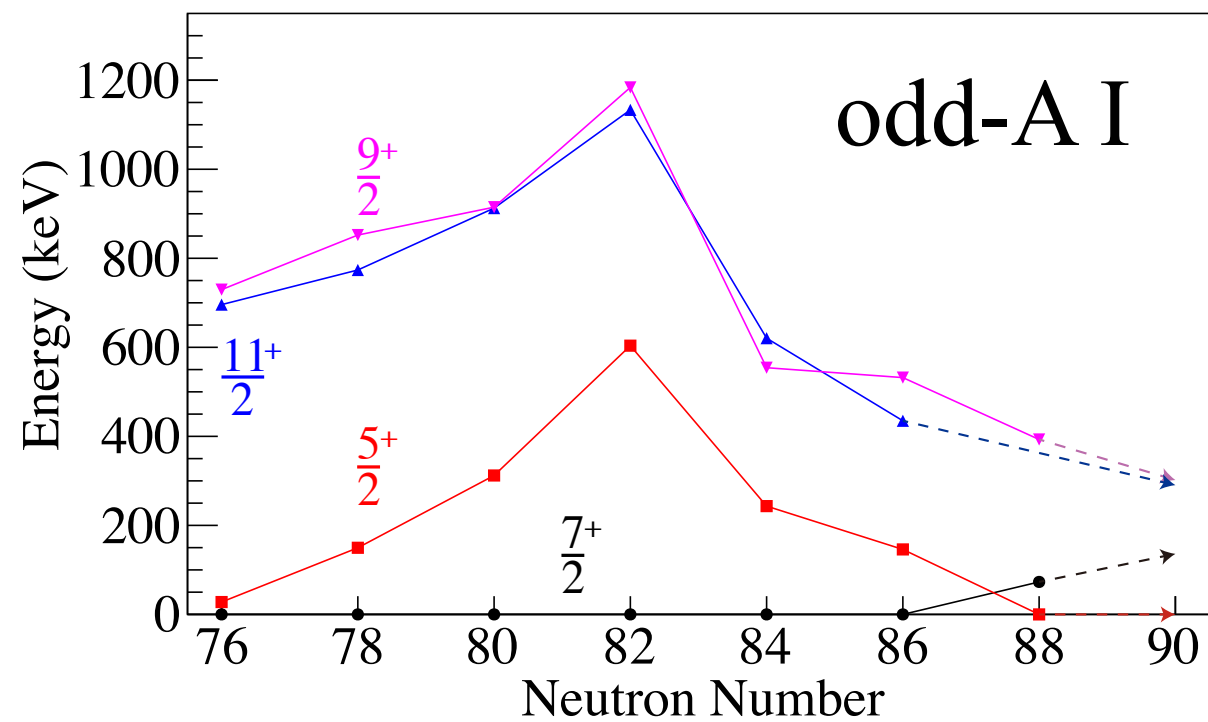 odd-A I
1200
1000
800
600
400
200
0
Energy (keV)
9/2+
11/2+
5/2+
7/2+
76 78 80 82 84 86 88 90
Neutron Number